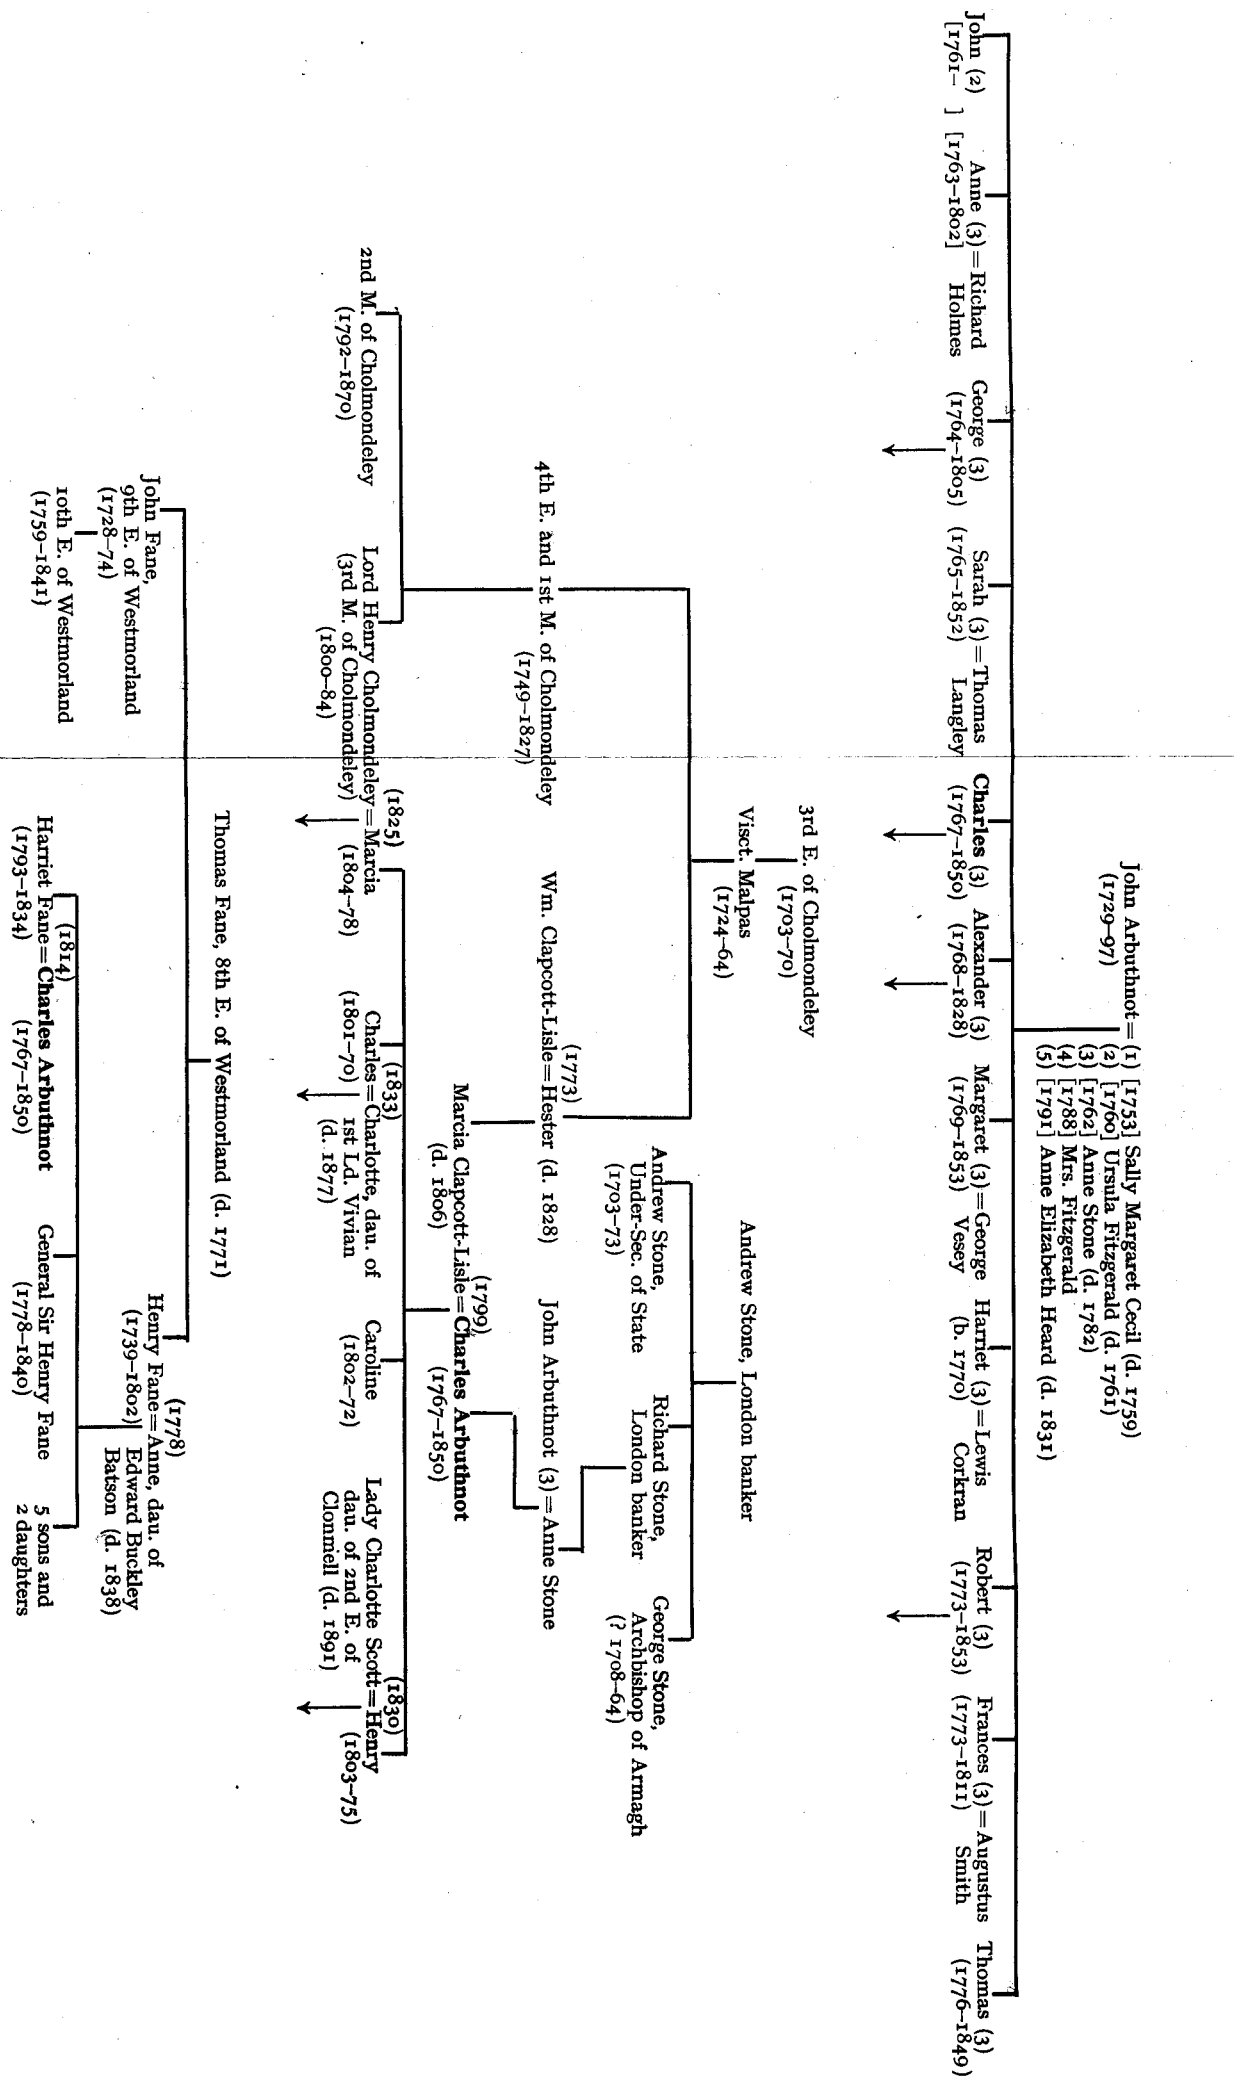 John Arbuthnot= (1) [1753] Sally Margaret Cecil (d. 1759)
(1729–97) (2) [1760] Ursula Fitzgerald (d. 1761)
(3) [1762] Anne Stone (d. 1782)
(4) [1788] Mrs. Fitzgerald
(5) [1791] Anne Elizabeth Heard (d. 1831)
John (2) Anne (3)=Richard George (3) Sarah (3)=Thomas Charles (3) Alexander (3) Margaret (3)=George Harriet (3)=Lewis Robert (3) Frances (3)=Augustus Thomas (3)
[1761– ] [1763–1802] Holmes (1764–1805) (1765–1852) Langley (1767–1850) (1768–1828) (1769–1853) Vesey (b. 1770) Corkran (1773–1853) (1773–1811) Smith (1776–1849)
3rd E. of Cholmondeley
(1703–70)
Visct. Malpas
(1724–64)
Andrew Stone, London banker
Andrew Stone, Richard Stone, George Stone,
Under-Sec. of State London banker Archbishop of Armagh
(1703–73) (? 1708–64)
(1773)
4th E. and 1st M. of Cholmondeley Wm. Clapcott-Lisle=Hester (d. 1828) John Arbuthnot (3)=Anne Stone
(1749–1827)
(1799)
Marcia Clapcott-Lisle=Charles Arbuthnot
(d. 1806) (1767–1850)
(1825) (1833) (1830)
2nd M. of Cholmondeley Lord Henry Cholmondeley=Marcia Charles=Charlotte, dau. of Caroline Lady Charlotte Scott=Henry
(1792–1870) (3rd M. of Cholmondeley) (1804–78) (1801–70) 1st Ld. Vivian (1802–72) dau. of 2nd E. of (1803–75)
(1800–84) (d. 1877) Clonmell (d. 1891)
Thomas Fane, 8th E. of Westmorland (d. 1771)
(1778)
John Fane, Henry Fane=Anne, dau. of
9th E. of Westmorland (1739–1802) Edward Buckley
(1728–74) Batson (d. 1838)
10th E. of Westmorland
(1759–1841)
(1814)
Harriet Fane=Charles Arbuthnot General Sir Henry Fane 5 sons and
(1793–1834) (1767–1850) (1778–1840) 2 daughters